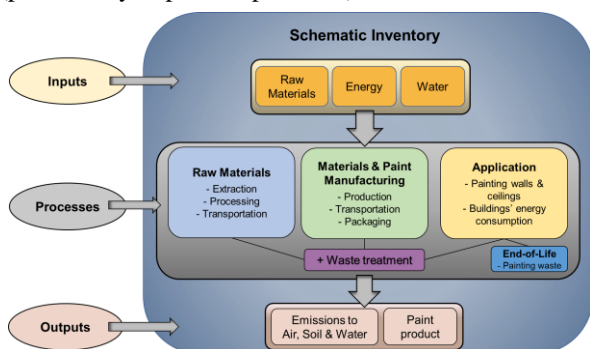 Schematic Inventory
Inputs
Raw
Materials
Energy
Water
Processes
Raw Materials
- Extraction
- Processing
- Transportation
Materials & Paint
Manufacturing
- Production
- Transportation
- Packaging
Application
- Painting walls &
ceilings
- Buildings' energy
consumption
+ Waste treatment
End-of-Life
- Painting waste
Outputs
Emissions to
Air, Soil & Water
Paint
product